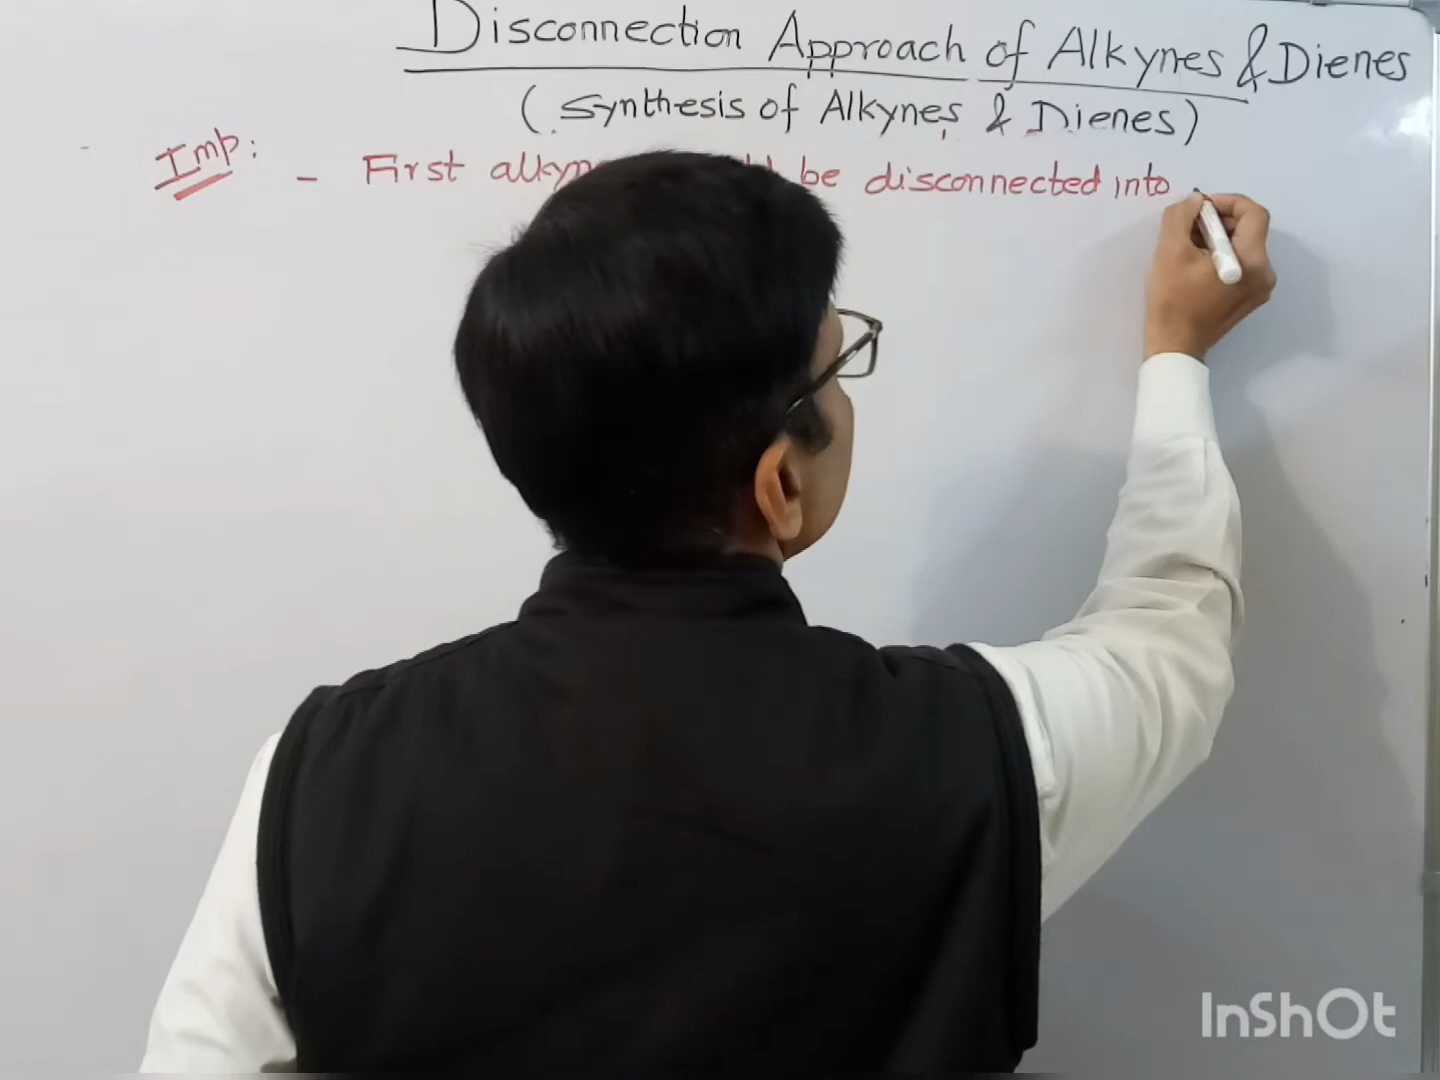 Disconnection Approach of Alkynes & Dienes
(Synthesis of Alkynes & Dienes)
Imp: - First be disconnected into
InShOt